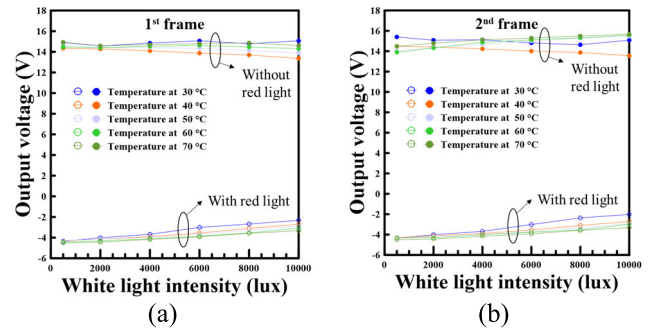 1st frame
Output voltage (V)
18
16
14
12
10
8
6
4
2
0
-2
-4
-6
Without
red light
Temperature at 30 °C
Temperature at 40 °C
Temperature at 50 °C
Temperature at 60 °C
Temperature at 70 °C
With red light
0 2000 4000 6000 8000 10000
White light intensity (lux)
(a)
2nd frame
Output voltage (V)
18
16
14
12
10
8
6
4
2
0
-2
-4
-6
Without
red light
Temperature at 30 °C
Temperature at 40 °C
Temperature at 50 °C
Temperature at 60 °C
Temperature at 70 °C
With red light
0 2000 4000 6000 8000 10000
White light intensity (lux)
(b)